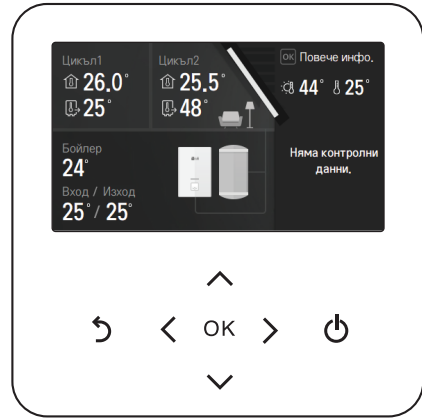 Цикъл1
26.0°
25°
Цикъл2
25.5°
48°
OK Повече инфо.
44° 25°
Няма контролни
данни.
Бойлер
24°
Вход / Изход
25° / 25°
LG
OK